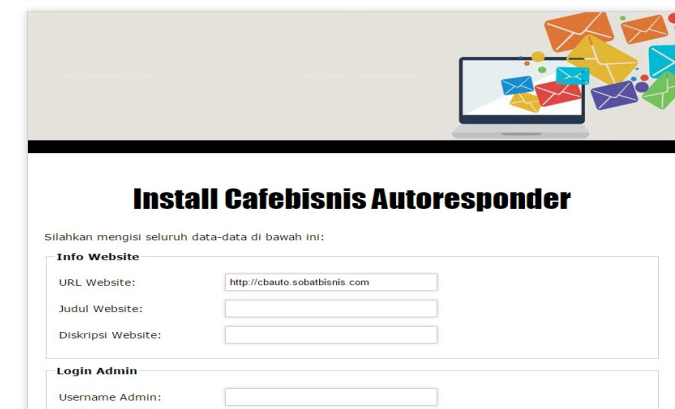 Install Cafebisnis Autoresponder
Silahkan mengisi seluruh data-data di bawah ini:
Info Website
URL Website: http://cbauto.sobatbisnis.com
Judul Website:
Diskripsi Website:
Login Admin
Username Admin: